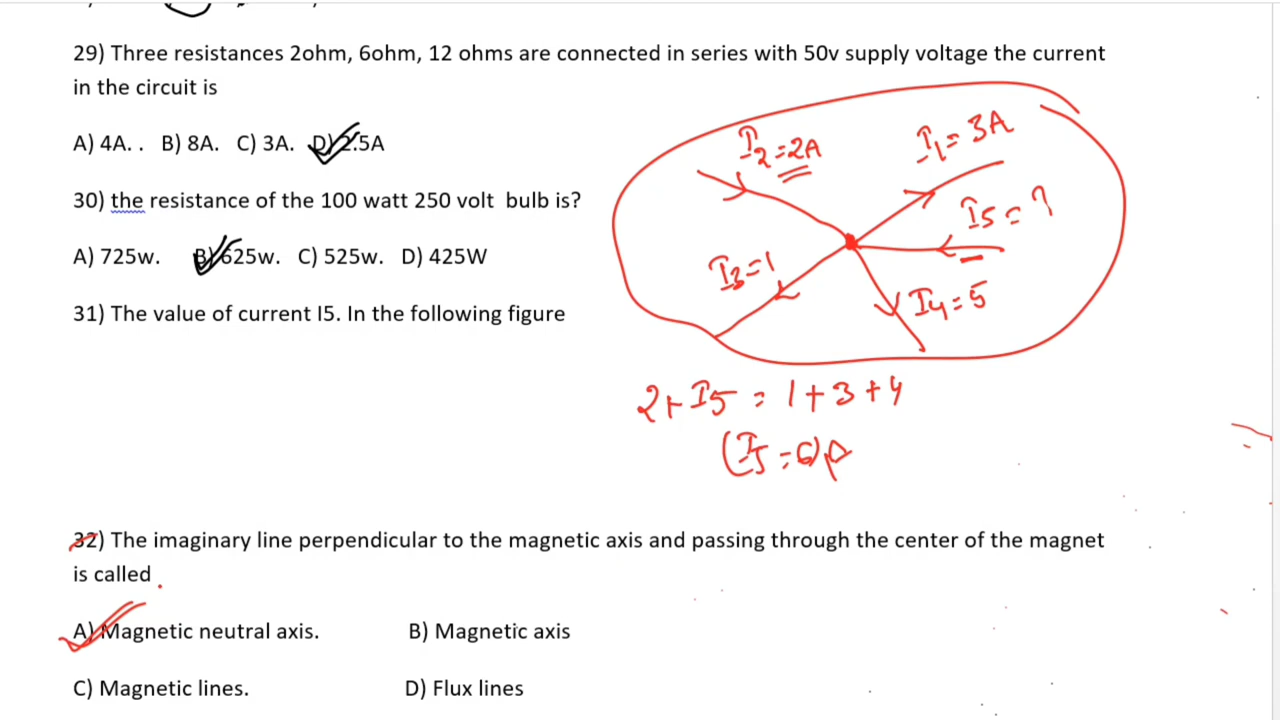 29) Three resistances 2ohm, 6ohm, 12 ohms are connected in series with 50v supply voltage the current
in the circuit is
A) 4A. . B) 8A. C) 3A. D) 2.5A
30) the resistance of the 100 watt 250 volt bulb is?
A) 725w. B) 625w. C) 525w. D) 425W
31) The value of current I5. In the following figure
I2=2A
I1=3A
I5=?
I3=1
I4=5
2+I5=1+3+4
(I5=6)A
32) The imaginary line perpendicular to the magnetic axis and passing through the center of the magnet
is called .
A) Magnetic neutral axis. B) Magnetic axis
C) Magnetic lines. D) Flux lines